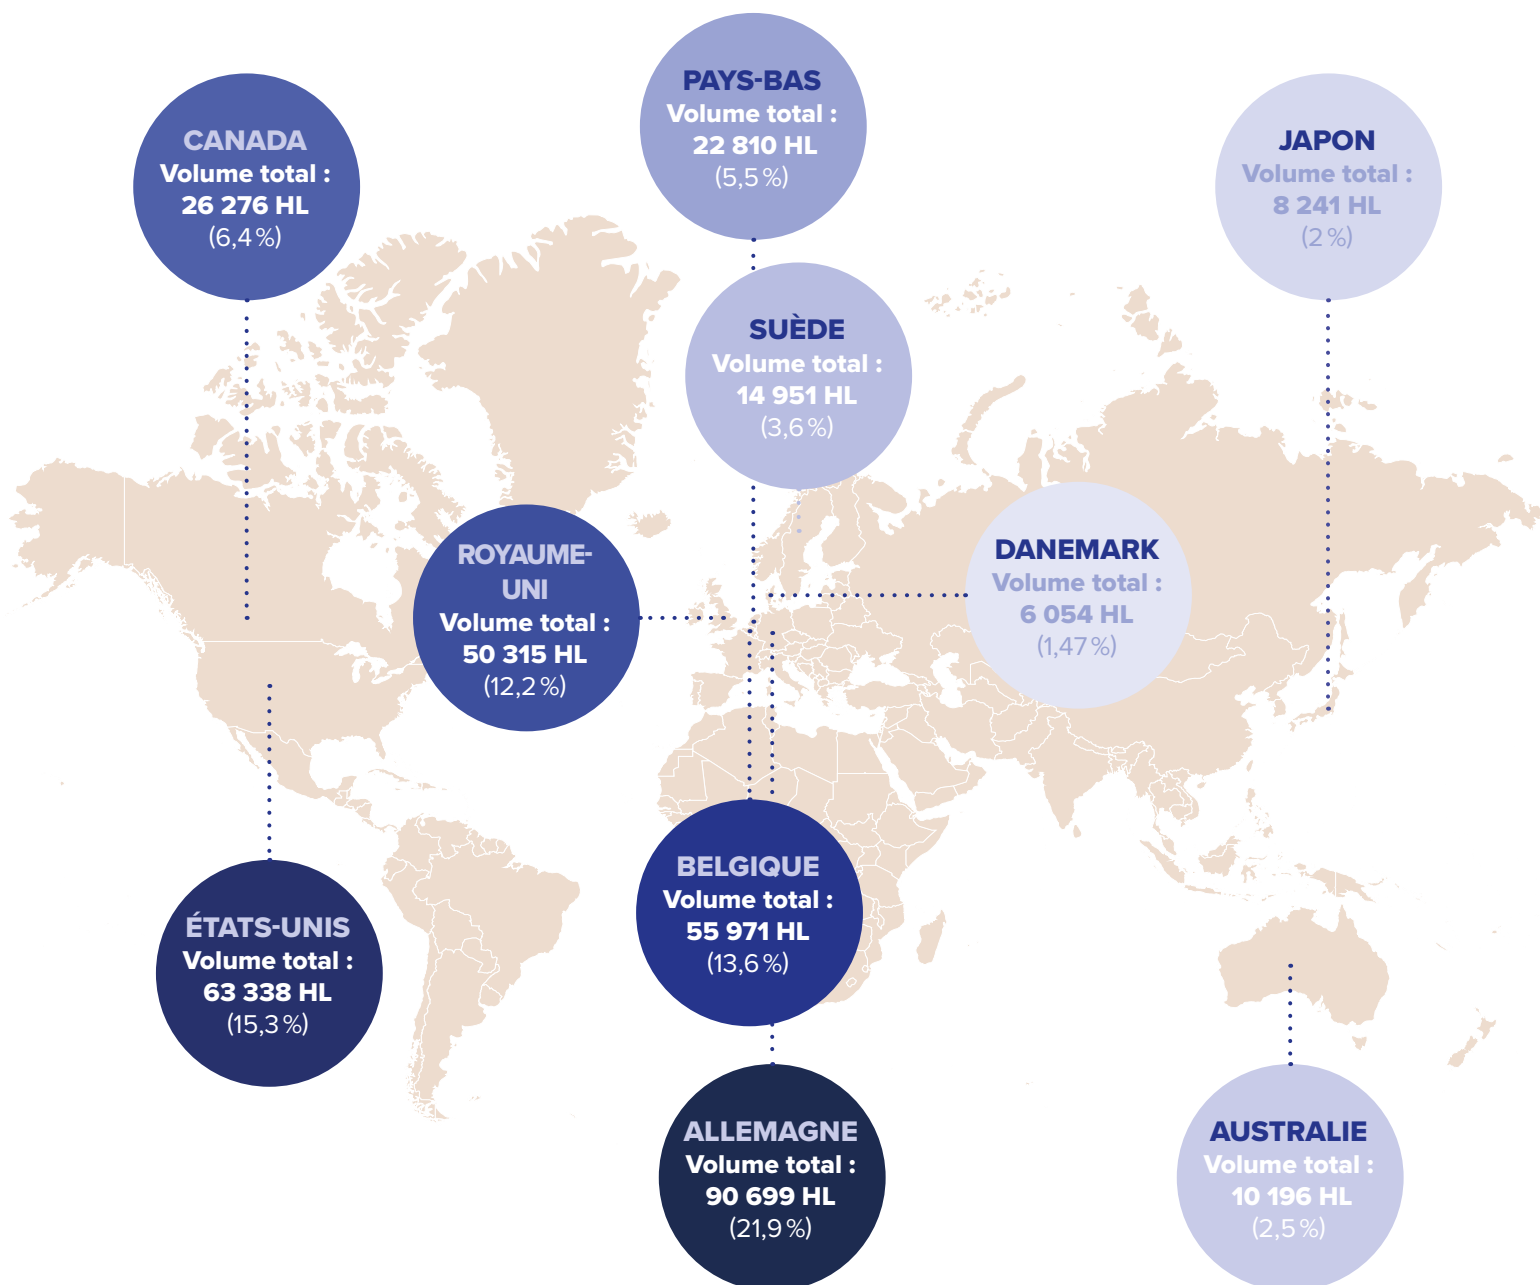 PAYS-BAS
Volume total :
22 810 HL
(5,5 %)
CANADA
Volume total :
26 276 HL
(6,4 %)
JAPON
Volume total :
8 241 HL
(2 %)
SUÈDE
Volume total :
14 951 HL
(3,6 %)
ROYAUME-
UNI
Volume total :
50 315 HL
(12,2 %)
DANEMARK
Volume total :
6 054 HL
(1,47 %)
BELGIQUE
Volume total :
55 971 HL
(13,6 %)
ÉTATS-UNIS
Volume total :
63 338 HL
(15,3 %)
ALLEMAGNE
Volume total :
90 699 HL
(21,9 %)
AUSTRALIE
Volume total :
10 196 HL
(2,5 %)